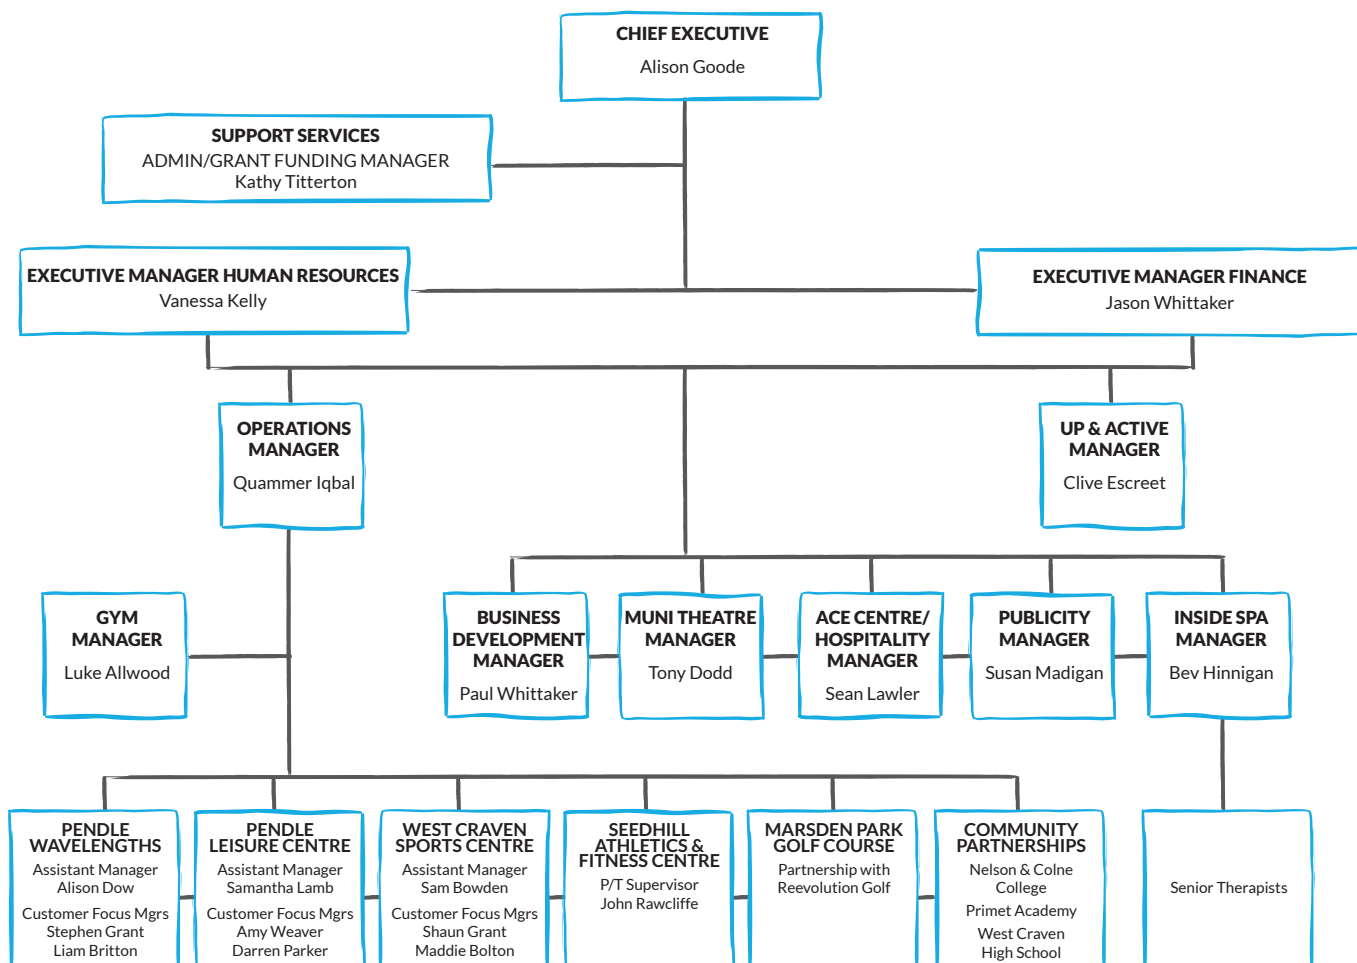 CHIEF EXECUTIVE
Alison Goode
SUPPORT SERVICES
ADMIN/GRANT FUNDING MANAGER
Kathy Titterton
EXECUTIVE MANAGER HUMAN RESOURCES
Vanessa Kelly
EXECUTIVE MANAGER FINANCE
Jason Whittaker
OPERATIONS
MANAGER
Quammer Iqbal
UP & ACTIVE
MANAGER
Clive Escreet
GYM
MANAGER
Luke Allwood
BUSINESS
DEVELOPMENT
MANAGER
Paul Whittaker
MUNI THEATRE
MANAGER
Tony Dodd
ACE CENTRE/
HOSPITALITY
MANAGER
Sean Lawler
PUBLICITY
MANAGER
Susan Madigan
INSIDE SPA
MANAGER
Bev Hinnigan
PENDLE
WAVELENGTHS
Assistant Manager
Alison Dow
Customer Focus Mgrs
Stephen Grant
Liam Britton
PENDLE
LEISURE CENTRE
Assistant Manager
Samantha Lamb
Customer Focus Mgrs
Amy Weaver
Darren Parker
WEST CRAVEN
SPORTS CENTRE
Assistant Manager
Sam Bowden
Customer Focus Mgrs
Shaun Grant
Maddie Bolton
SEEDHILL
ATHLETICS &
FITNESS CENTRE
P/T Supervisor
John Rawcliffe
MARSDEN PARK
GOLF COURSE
Partnership with
Reevolution Golf
COMMUNITY
PARTNERSHIPS
Nelson & Colne
College
Primet Academy
West Craven
High School
Senior Therapists